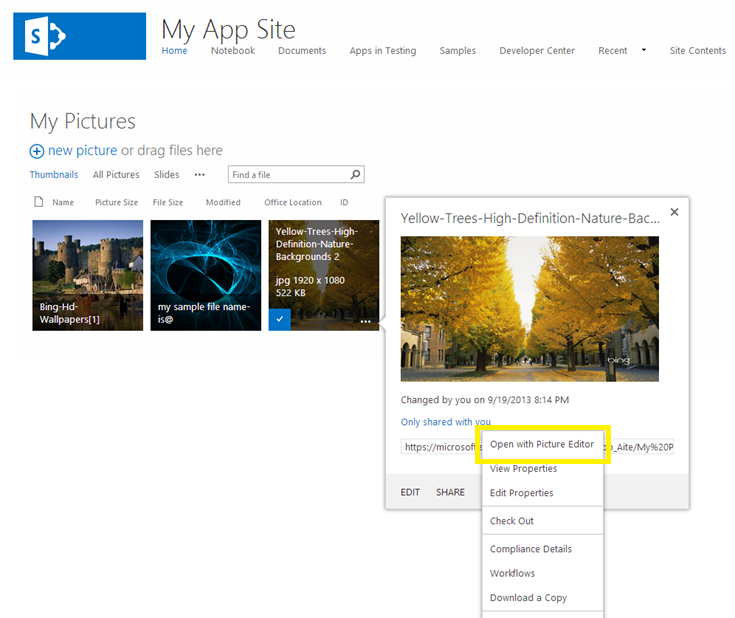 S
My App Site
Home Notebook Documents Apps in Testing Samples Developer Center Recent Site Contents
My Pictures
new picture or drag files here
Thumbnails All Pictures Slides ••• Find a file
Name Picture Size File Size Modified Office Location ID
Bing-Hd-
Wallpapers[1]
my sample file name-
is@
Yellow-Trees-High-
Definition-Nature-
Backgrounds 2
jpg 1920 x 1080
522 KB
•••
Yellow-Trees-High-Definition-Nature-Bac...
bing
Changed by you on 9/19/2013 8:14 PM
Only shared with you
https://microsoft
_Aite/My%20P
EDIT SHARE
Open with Picture Editor
View Properties
Edit Properties
Check Out
Compliance Details
Workflows
Download a Copy